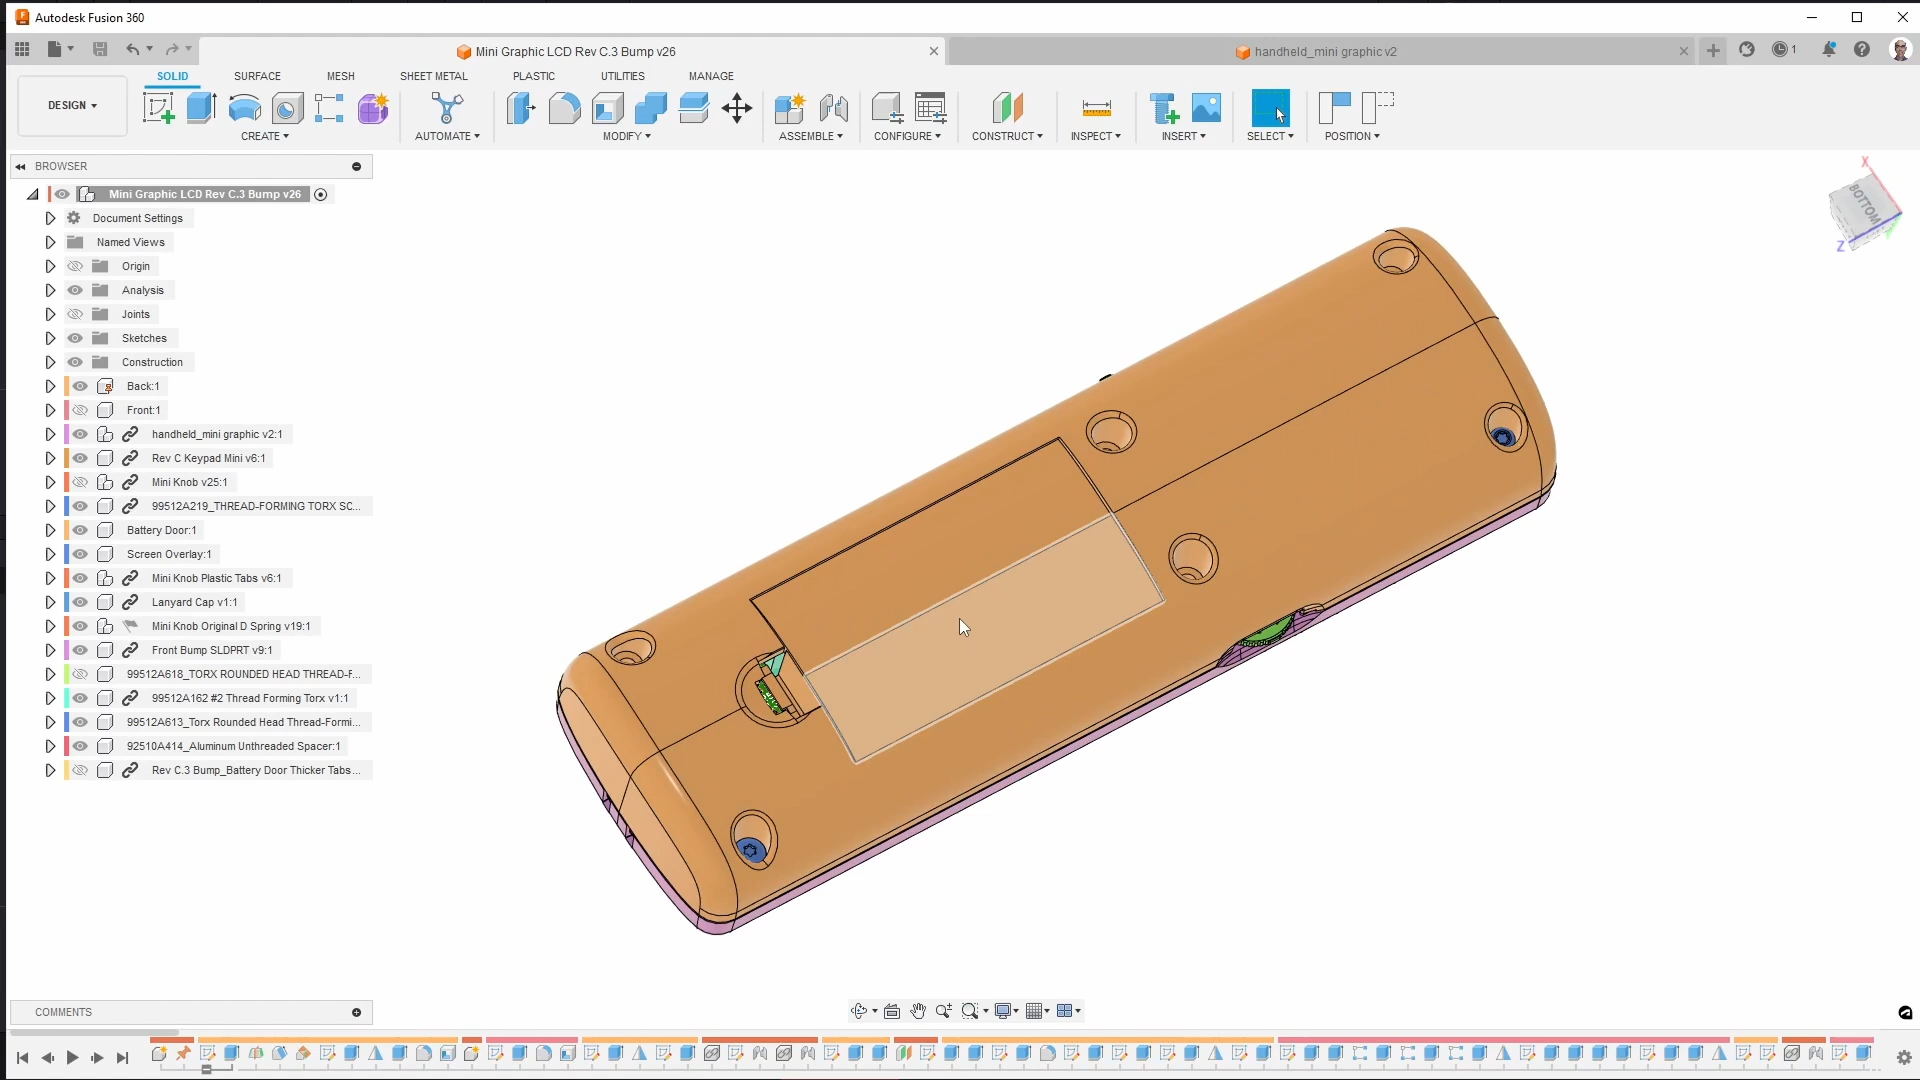 Autodesk Fusion 360
Mini Graphic LCD Rev C.3 Bump v26
handheld_mini graphic v2
1
DESIGN
SOLID
SURFACE
MESH
SHEET METAL
PLASTIC
UTILITIES
MANAGE
CREATE
AUTOMATE
MODIFY
ASSEMBLE
CONFIGURE
CONSTRUCT
INSPECT
INSERT
SELECT
POSITION
BROWSER
Mini Graphic LCD Rev C.3 Bump v26
Document Settings
Named Views
Origin
Analysis
Joints
Sketches
Construction
Back:1
Front:1
handheld_mini graphic v2:1
Rev C Keypad Mini v6:1
Mini Knob v25:1
99512A219_THREAD-FORMING TORX SC...
Battery Door:1
Screen Overlay:1
Mini Knob Plastic Tabs v6:1
Lanyard Cap v1:1
Mini Knob Original D Spring v19:1
Front Bump SLDPRT v9:1
99512A618_TORX ROUNDED HEAD THREAD-F...
99512A162 #2 Thread Forming Torx v1:1
99512A613_Torx Rounded Head Thread-Formi...
92510A414_Aluminum Unthreaded Spacer:1
Rev C.3 Bump_Battery Door Thicker Tabs...
X
BOTTOM
Z
Y
COMMENTS